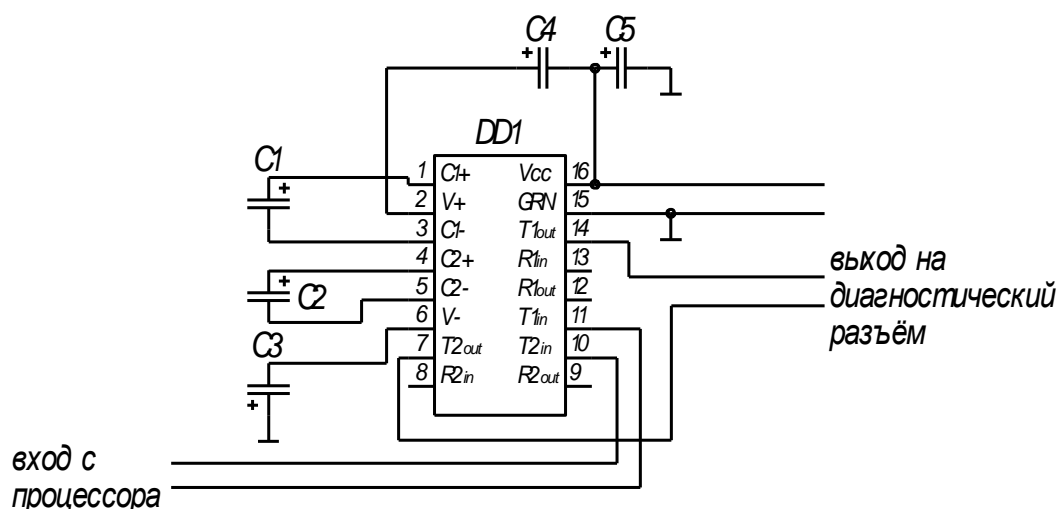 C4 C5
DD1
C1
1 C1+ Vcc 16
2 V+ GRN 15
3 C1- T1out 14
4 C2+ R1in 13
5 C2- R1out 12
6 V- T1in 11
7 T2out T2in 10
8 R2in R2out 9
C2
C3
выход на
диагностический
разъём
вход с
процессора